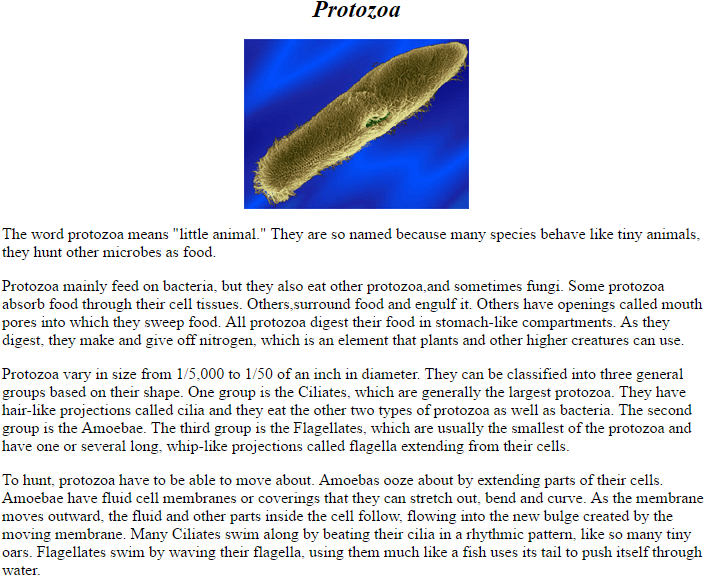 Protozoa
The word protozoa means "little animal." They are so named because many species behave like tiny animals,
they hunt other microbes as food.
Protozoa mainly feed on bacteria, but they also eat other protozoa,and sometimes fungi. Some protozoa
absorb food through their cell tissues. Others,surround food and engulf it. Others have openings called mouth
pores into which they sweep food. All protozoa digest their food in stomach-like compartments. As they
digest, they make and give off nitrogen, which is an element that plants and other higher creatures can use.
Protozoa vary in size from 1/5,000 to 1/50 of an inch in diameter. They can be classified into three general
groups based on their shape. One group is the Ciliates, which are generally the largest protozoa. They have
hair-like projections called cilia and they eat the other two types of protozoa as well as bacteria. The second
group is the Amoebae. The third group is the Flagellates, which are usually the smallest of the protozoa and
have one or several long, whip-like projections called flagella extending from their cells.
To hunt, protozoa have to be able to move about. Amoebas ooze about by extending parts of their cells.
Amoebae have fluid cell membranes or coverings that they can stretch out, bend and curve. As the membrane
moves outward, the fluid and other parts inside the cell follow, flowing into the new bulge created by the
moving membrane. Many Ciliates swim along by beating their cilia in a rhythmic pattern, like so many tiny
oars. Flagellates swim by waving their flagella, using them much like a fish uses its tail to push itself through
water.